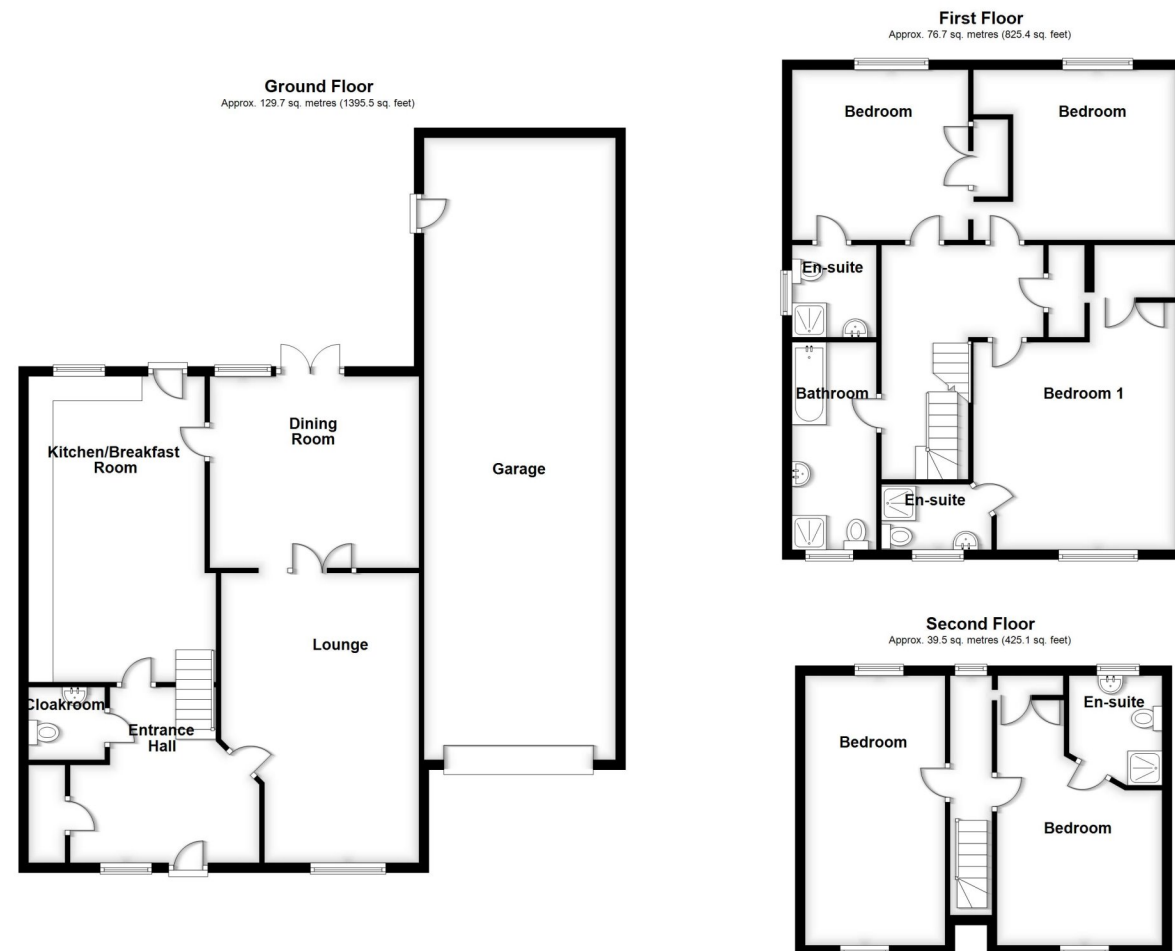 Ground Floor
Approx. 129.7 sq. metres (1395.5 sq. feet)
Kitchen/Breakfast
Room
Dining
Room
Garage
Lounge
Cloakroom
Entrance
Hall
First Floor
Approx. 76.7 sq. metres (825.4 sq. feet)
Bedroom
Bedroom
En-suite
Bathroom
Bedroom 1
En-suite
Second Floor
Approx. 39.5 sq. metres (425.1 sq. feet)
Bedroom
En-suite
Bedroom